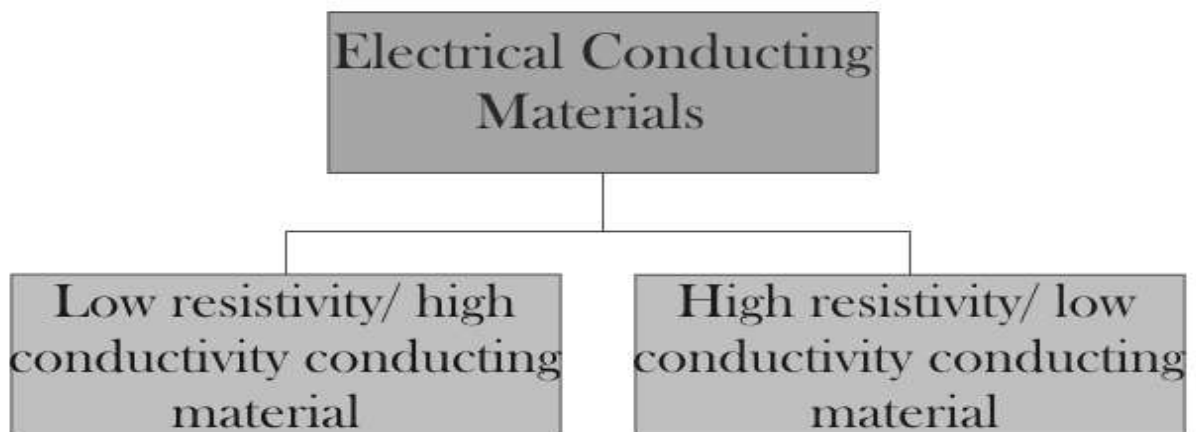 Electrical Conducting
Materials
Low resistivity/ high
conductivity conducting
material
High resistivity/ low
conductivity conducting
material